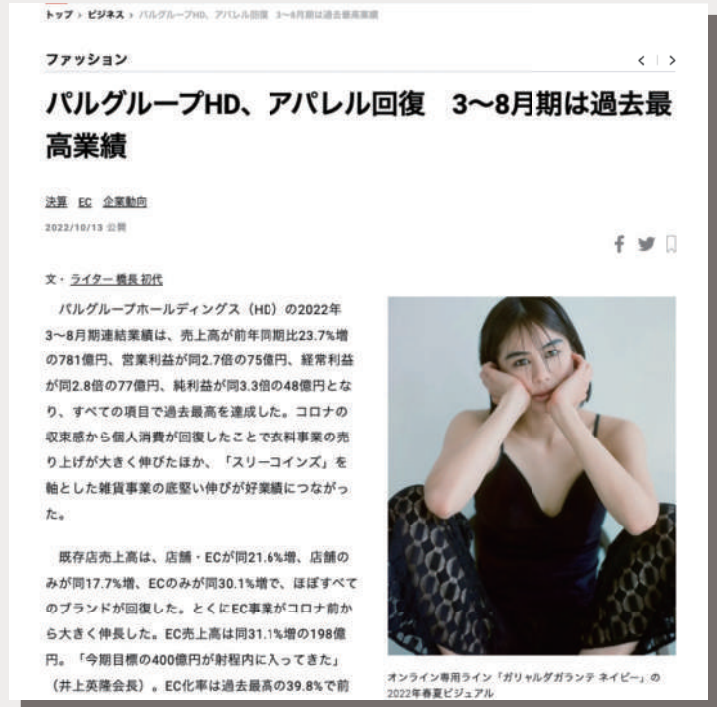 トップ › ビジネス › パルグループHD、アパレル回復 3〜8月期は過去最高業績
ファッション
パルグループHD、アパレル回復　3〜8月期は過去最
高業績
決算 EC 企業動向
2022/10/13 公開
文・ライター 橋長 初代
パルグループホールディングス（HD）の2022年
3〜8月期連結業績は、売上高が前年同期比23.7%増
の781億円、営業利益が同2.7倍の75億円、経常利益
が同2.8倍の77億円、純利益が同3.3倍の48億円とな
り、すべての項目で過去最高を達成した。コロナの
収束感から個人消費が回復したことで衣料事業の売
り上げが大きく伸びたほか、「スリーコインズ」を
軸とした雑貨事業の底堅い伸びが好業績につながっ
た。
既存店売上高は、店舗・ECが同21.6%増、店舗の
みが同17.7%増、ECのみが同30.1%増で、ほぼすべて
のブランドが回復した。とくにEC事業がコロナ前か
ら大きく伸長した。EC売上高は同31.1%増の198億
円。「今期目標の400億円が射程内に入ってきた」
（井上英隆会長）。EC化率は過去最高の39.8%で前
オンライン専用ライン「ガリャルダガランテ ネイビー」の
2022年春夏ビジュアル